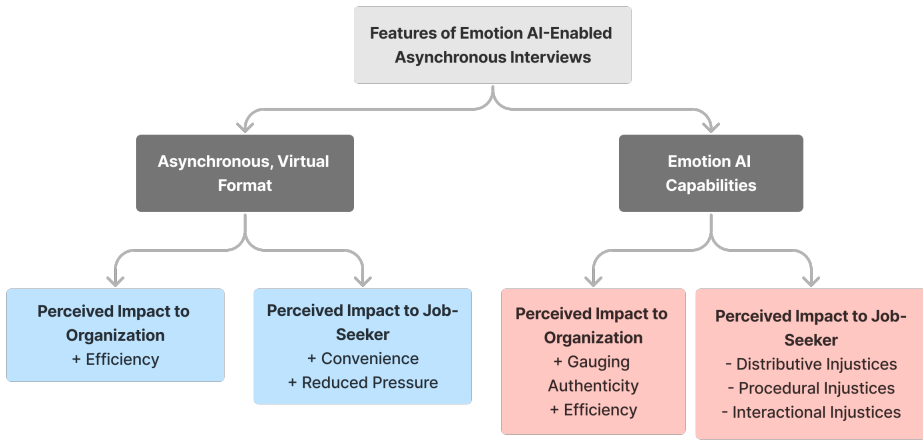 Features of Emotion AI-Enabled
Asynchronous Interviews
Asynchronous, Virtual
Format
Emotion AI
Capabilities
Perceived Impact to
Organization
+ Efficiency
Perceived Impact to Job-
Seeker
+ Convenience
+ Reduced Pressure
Perceived Impact to
Organization
+ Gauging
Authenticity
+ Efficiency
Perceived Impact to Job-
Seeker
- Distributive Injustices
- Procedural Injustices
- Interactional Injustices